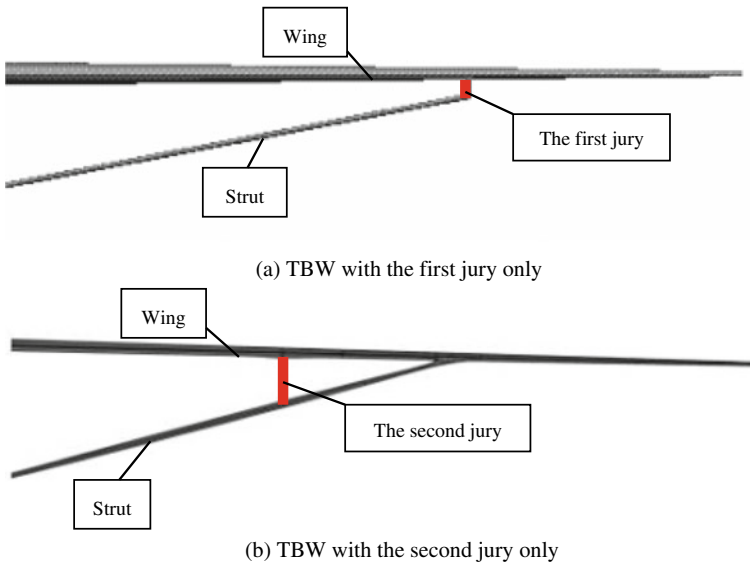 Wing
The first jury
Strut
(a) TBW with the first jury only
Wing
The second jury
Strut
(b) TBW with the second jury only